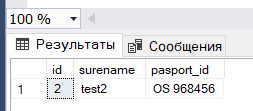 100 %
Результаты Сообщения
id surename pasport_id
1 2 test2 OS 968456